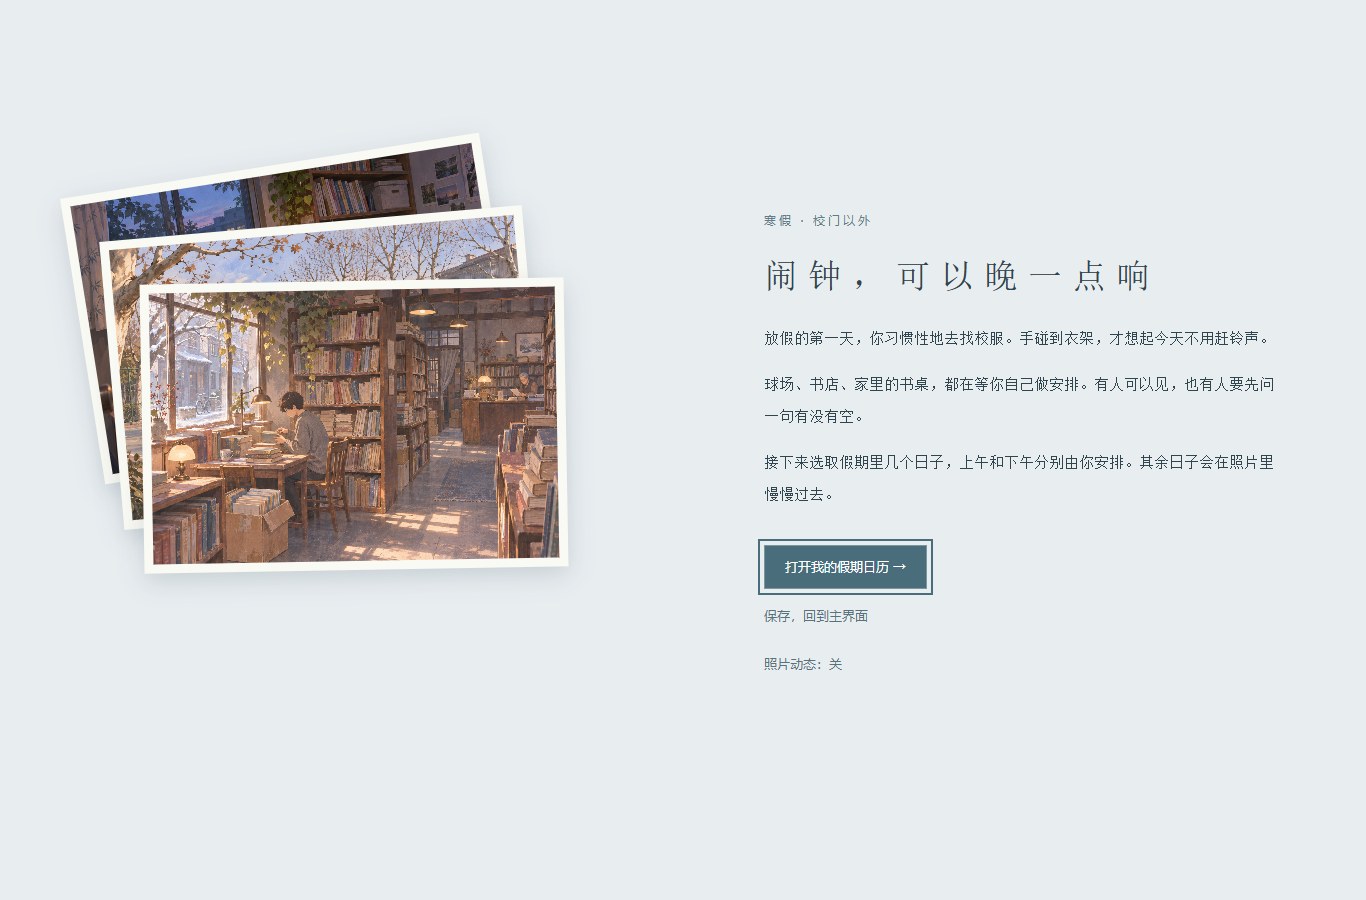 寒假 · 校门以外
闹钟，可以晚一点响
放假的第一天，你习惯性地去找校服。手碰到衣架，才想起今天不用赶铃声。
球场、书店、家里的书桌，都在等你自己做安排。有人可以见，也有人要先问
一句有没有空。
接下来选取假期里几个日子，上午和下午分别由你安排。其余日子会在照片里
慢慢过去。
打开我的假期日历 →
保存，回到主界面
照片动态：关